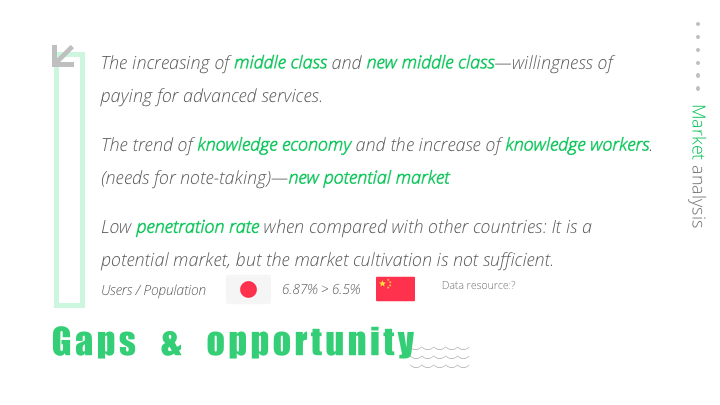 The increasing of middle class and new middle class—willingness of
paying for advanced services.
The trend of knowledge economy and the increase of knowledge workers.
(needs for note-taking)—new potential market
Low penetration rate when compared with other countries: It is a
potential market, but the market cultivation is not sufficient.
Users / Population 6.87% > 6.5% Data resource:?
Gaps & opportunity
Market analysis